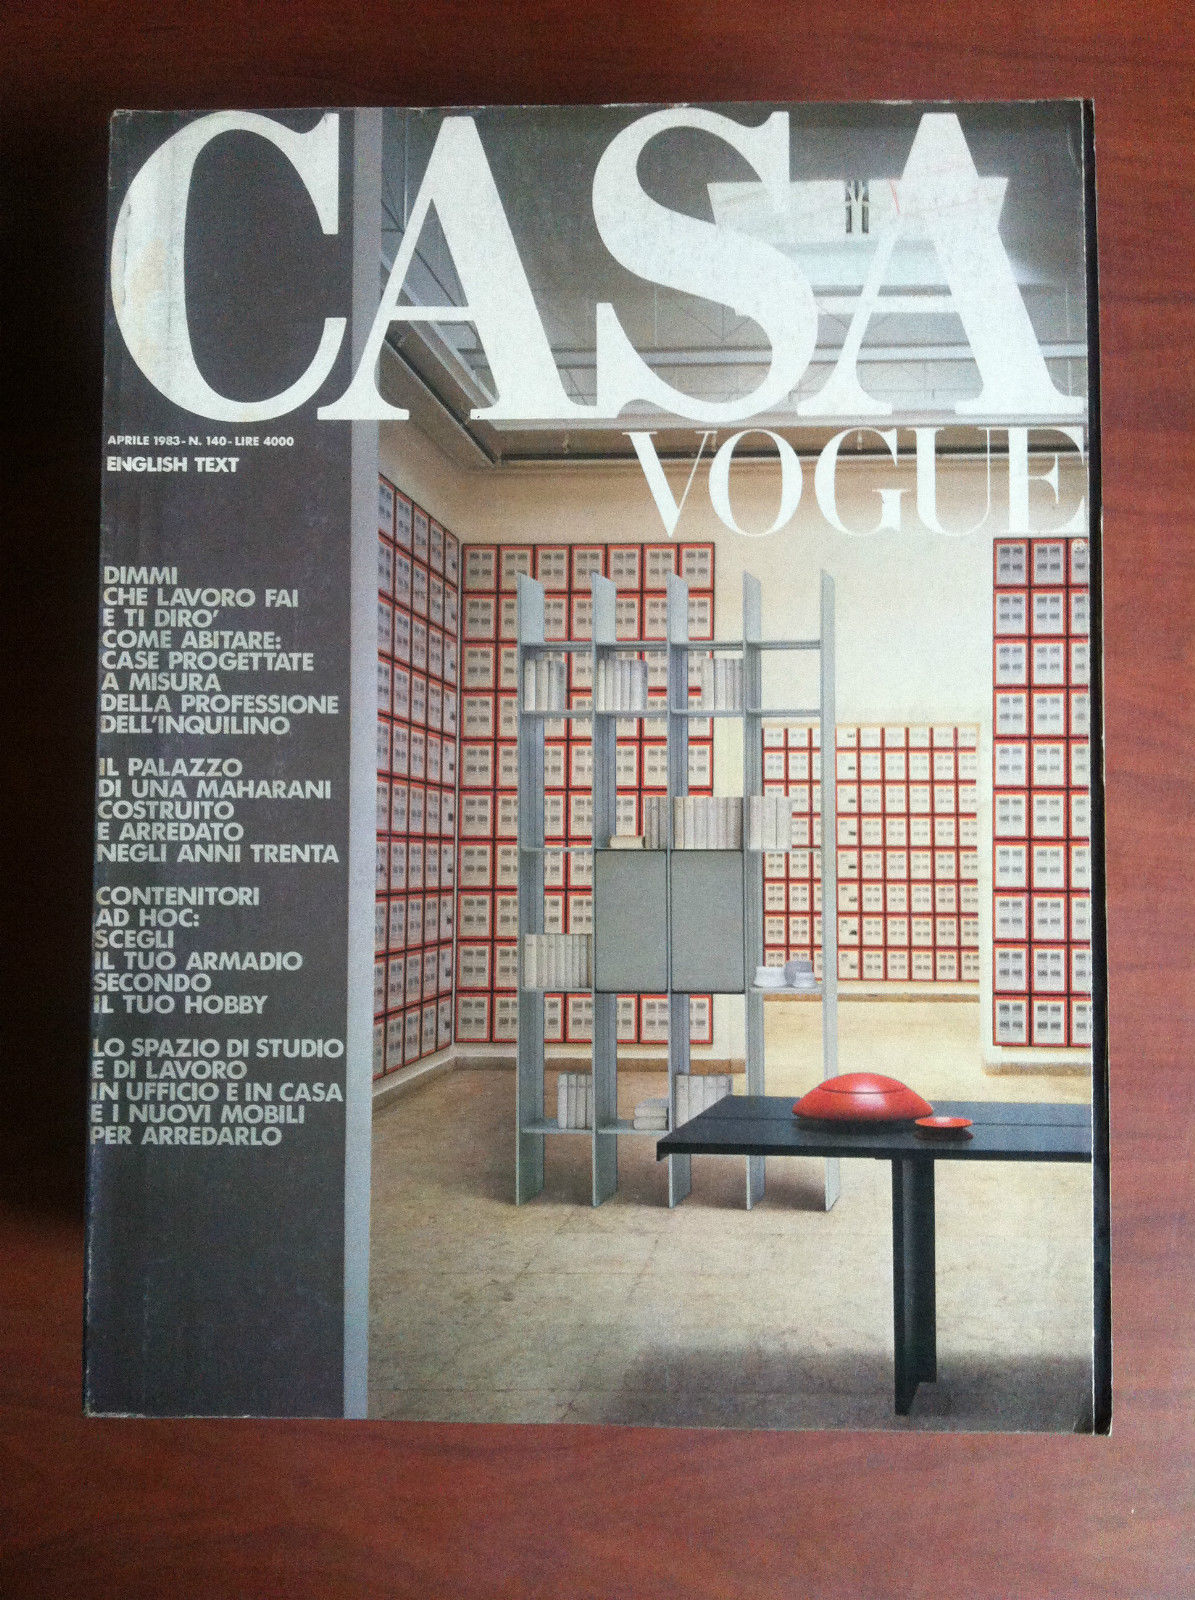 CASA
VOGUE
APRILE 1983 - N. 140 - LIRE 4000
ENGLISH TEXT
DIMMI
CHE LAVORO FAI
E TI DIRO'
COME ABITARE:
CASE PROGETTATE
A MISURA
DELLA PROFESSIONE
DELL'INQUILINO
IL PALAZZO
DI UNA MAHARANI
COSTRUITO
E ARREDATO
NEGLI ANNI TRENTA
CONTENITORI
AD HOC:
SCEGLI
IL TUO ARMADIO
SECONDO
IL TUO HOBBY
LO SPAZIO DI STUDIO
E DI LAVORO
IN UFFICIO E IN CASA
E I NUOVI MOBILI
PER ARREDARLO